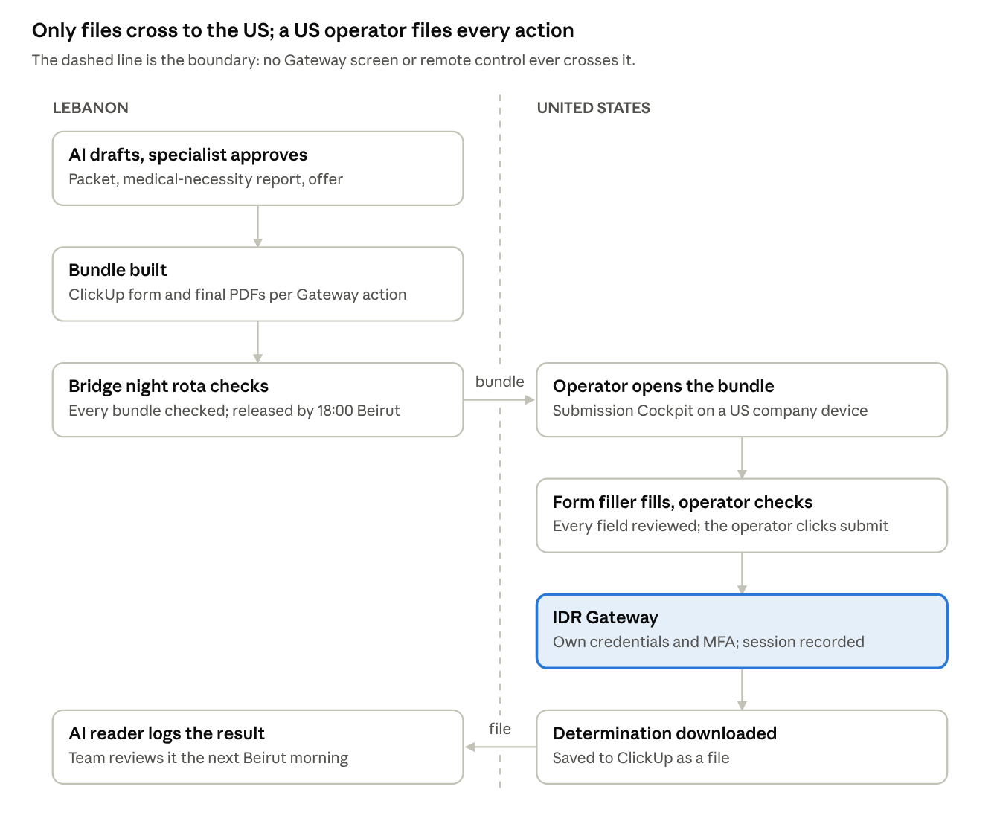 Only files cross to the US; a US operator files every action
The dashed line is the boundary: no Gateway screen or remote control ever crosses it.
LEBANON
UNITED STATES
AI drafts, specialist approves
Packet, medical-necessity report, offer
Bundle built
ClickUp form and final PDFs per Gateway action
Bridge night rota checks
Every bundle checked; released by 18:00 Beirut
bundle
Operator opens the bundle
Submission Cockpit on a US company device
Form filler fills, operator checks
Every field reviewed; the operator clicks submit
IDR Gateway
Own credentials and MFA; session recorded
Determination downloaded
Saved to ClickUp as a file
file
AI reader logs the result
Team reviews it the next Beirut morning